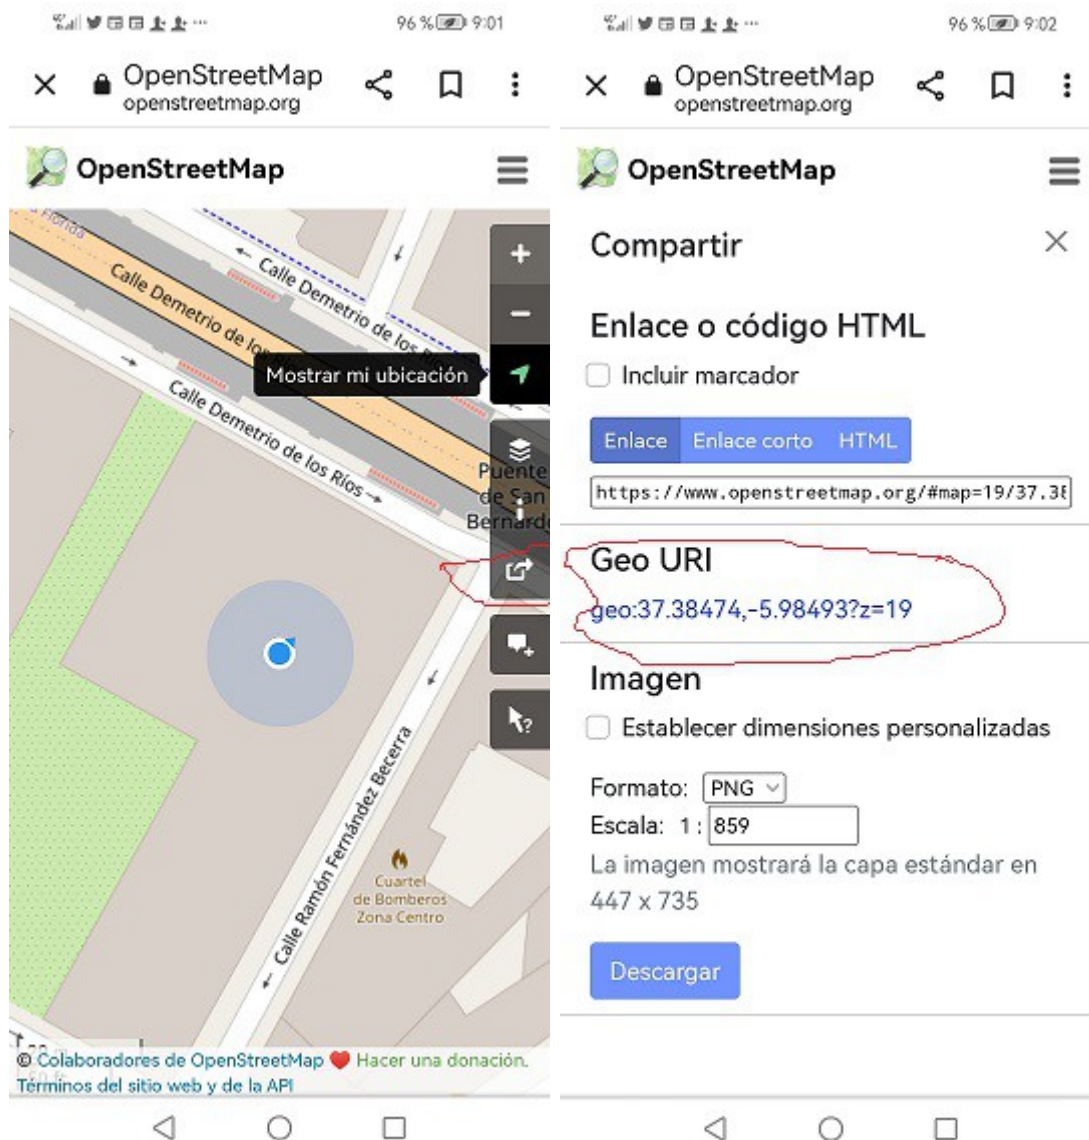 96 % 9:01
OpenStreetMap
openstreetmap.org
OpenStreetMap
Florida
Calle Demetrio de los
Calle Demetrio de los
+
−
Mostrar mi ubicación
Calle Demetrio de los Ríos
Puente
de San
Bernardo
Calle Ramón Fernández Becerra
Cuartel
de Bomberos
Zona Centro
© Colaboradores de OpenStreetMap ♥ Hacer una donación.
Términos del sitio web y de la API
96 % 9:02
OpenStreetMap
openstreetmap.org
OpenStreetMap
Compartir
Enlace o código HTML
Incluir marcador
Enlace Enlace corto HTML
https://www.openstreetmap.org/#map=19/37.38
Geo URI
geo:37.38474,-5.98493?z=19
Imagen
Establecer dimensiones personalizadas
Formato: PNG
Escala: 1 : 859
La imagen mostrará la capa estándar en
447 x 735
Descargar